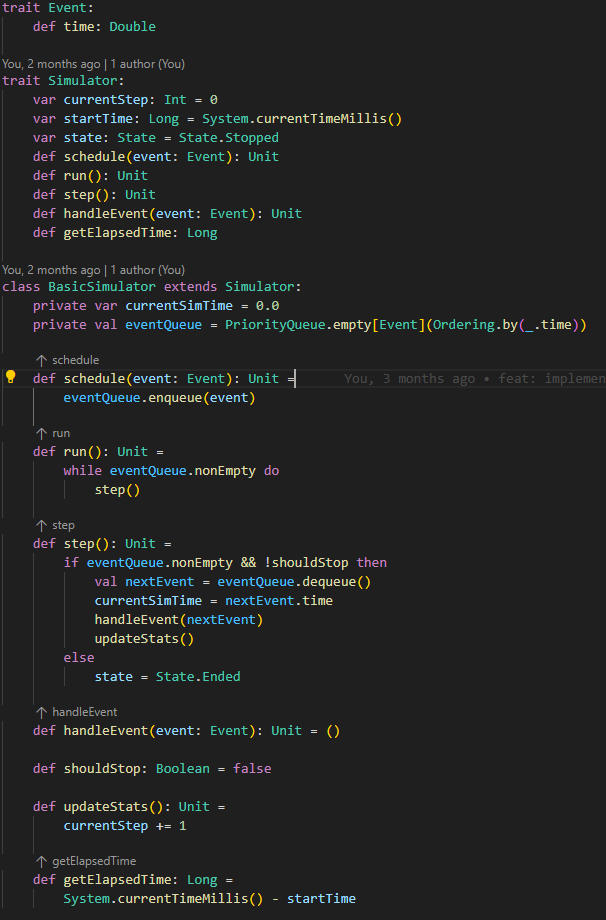 trait Event:
    def time: Double
You, 2 months ago | 1 author (You)
trait Simulator:
    var currentStep: Int = 0
    var startTime: Long = System.currentTimeMillis()
    var state: State = State.Stopped
    def schedule(event: Event): Unit
    def run(): Unit
    def step(): Unit
    def handleEvent(event: Event): Unit
    def getElapsedTime: Long
You, 2 months ago | 1 author (You)
class BasicSimulator extends Simulator:
    private var currentSimTime = 0.0
    private val eventQueue = PriorityQueue.empty[Event](Ordering.by(_.time))
    ↑ schedule
    def schedule(event: Event): Unit =    You, 3 months ago • feat: implemen
        eventQueue.enqueue(event)
    ↑ run
    def run(): Unit =
        while eventQueue.nonEmpty do
            step()
    ↑ step
    def step(): Unit =
        if eventQueue.nonEmpty && !shouldStop then
            val nextEvent = eventQueue.dequeue()
            currentSimTime = nextEvent.time
            handleEvent(nextEvent)
            updateStats()
        else
            state = State.Ended
    ↑ handleEvent
    def handleEvent(event: Event): Unit = ()
    def shouldStop: Boolean = false
    def updateStats(): Unit =
        currentStep += 1
    ↑ getElapsedTime
    def getElapsedTime: Long =
        System.currentTimeMillis() - startTime